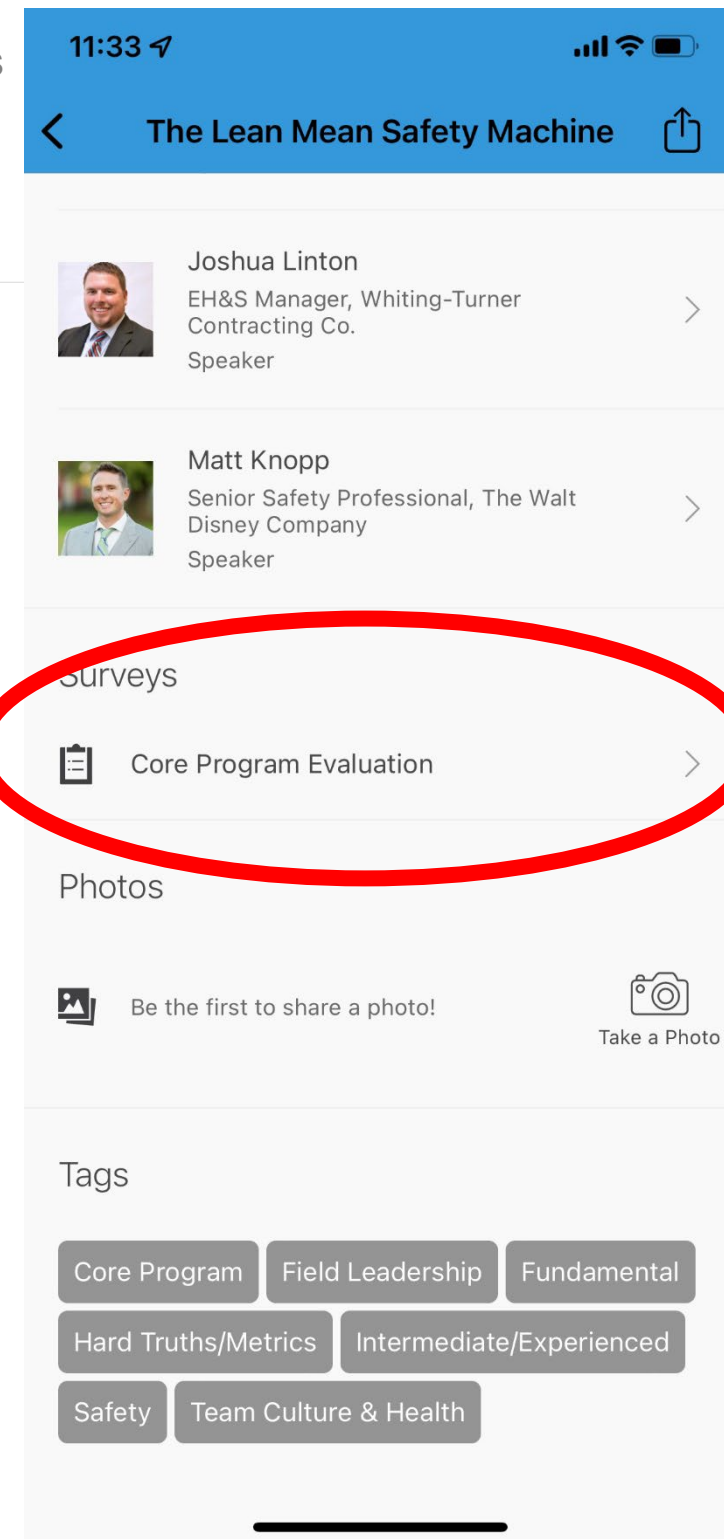 S
11:33
The Lean Mean Safety Machine
Joshua Linton
EH&S Manager, Whiting-Turner
Contracting Co.
Speaker
Matt Knopp
Senior Safety Professional, The Walt
Disney Company
Speaker
Surveys
Core Program Evaluation
Photos
Be the first to share a photo!
Take a Photo
Tags
Core Program Field Leadership Fundamental
Hard Truths/Metrics Intermediate/Experienced
Safety Team Culture & Health